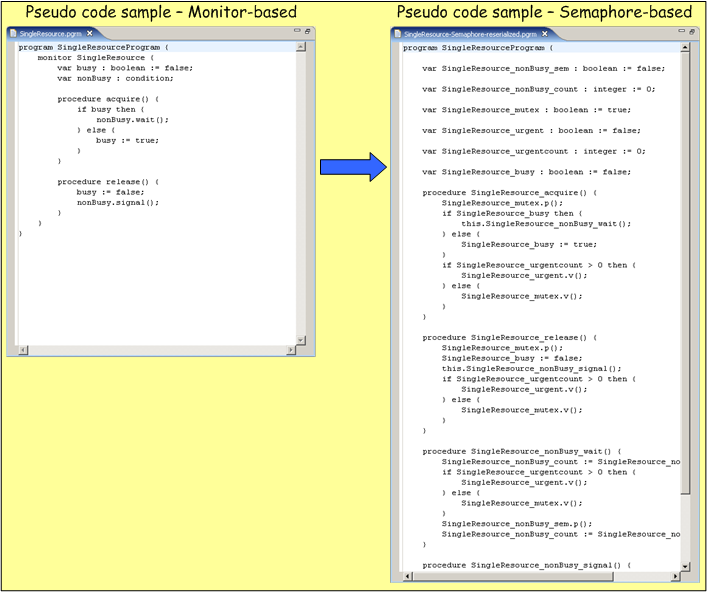 Pseudo code sample – Monitor-based
SingleResource.pgrm
program SingleResourceProgram {
monitor SingleResource {
var busy : boolean := false;
var nonBusy : condition;
procedure acquire() {
if busy then {
nonBusy.wait();
} else {
busy := true;
}
}
procedure release() {
busy := false;
nonBusy.signal();
}
}
}
Pseudo code sample – Semaphore-based
SingleResource-Semaphore-reserialized.pgrm
program SingleResourceProgram {
var SingleResource_nonBusy_sem : boolean := false;
var SingleResource_nonBusy_count : integer := 0;
var SingleResource_mutex : boolean := true;
var SingleResource_urgent : boolean := false;
var SingleResource_urgentcount : integer := 0;
var SingleResource_busy : boolean := false;
procedure SingleResource_acquire() {
SingleResource_mutex.p();
if SingleResource_busy then {
this.SingleResource_nonBusy_wait();
} else {
SingleResource_busy := true;
}
if SingleResource_urgentcount > 0 then {
SingleResource_urgent.v();
} else {
SingleResource_mutex.v();
}
}
procedure SingleResource_release() {
SingleResource_mutex.p();
SingleResource_busy := false;
this.SingleResource_nonBusy_signal();
if SingleResource_urgentcount > 0 then {
SingleResource_urgent.v();
} else {
SingleResource_mutex.v();
}
}
procedure SingleResource_nonBusy_wait() {
SingleResource_nonBusy_count := SingleResource_no
if SingleResource_urgentcount > 0 then {
SingleResource_urgent.v();
} else {
SingleResource_mutex.v();
}
SingleResource_nonBusy_sem.p();
SingleResource_nonBusy_count := SingleResource_no
}
procedure SingleResource_nonBusy_signal() {